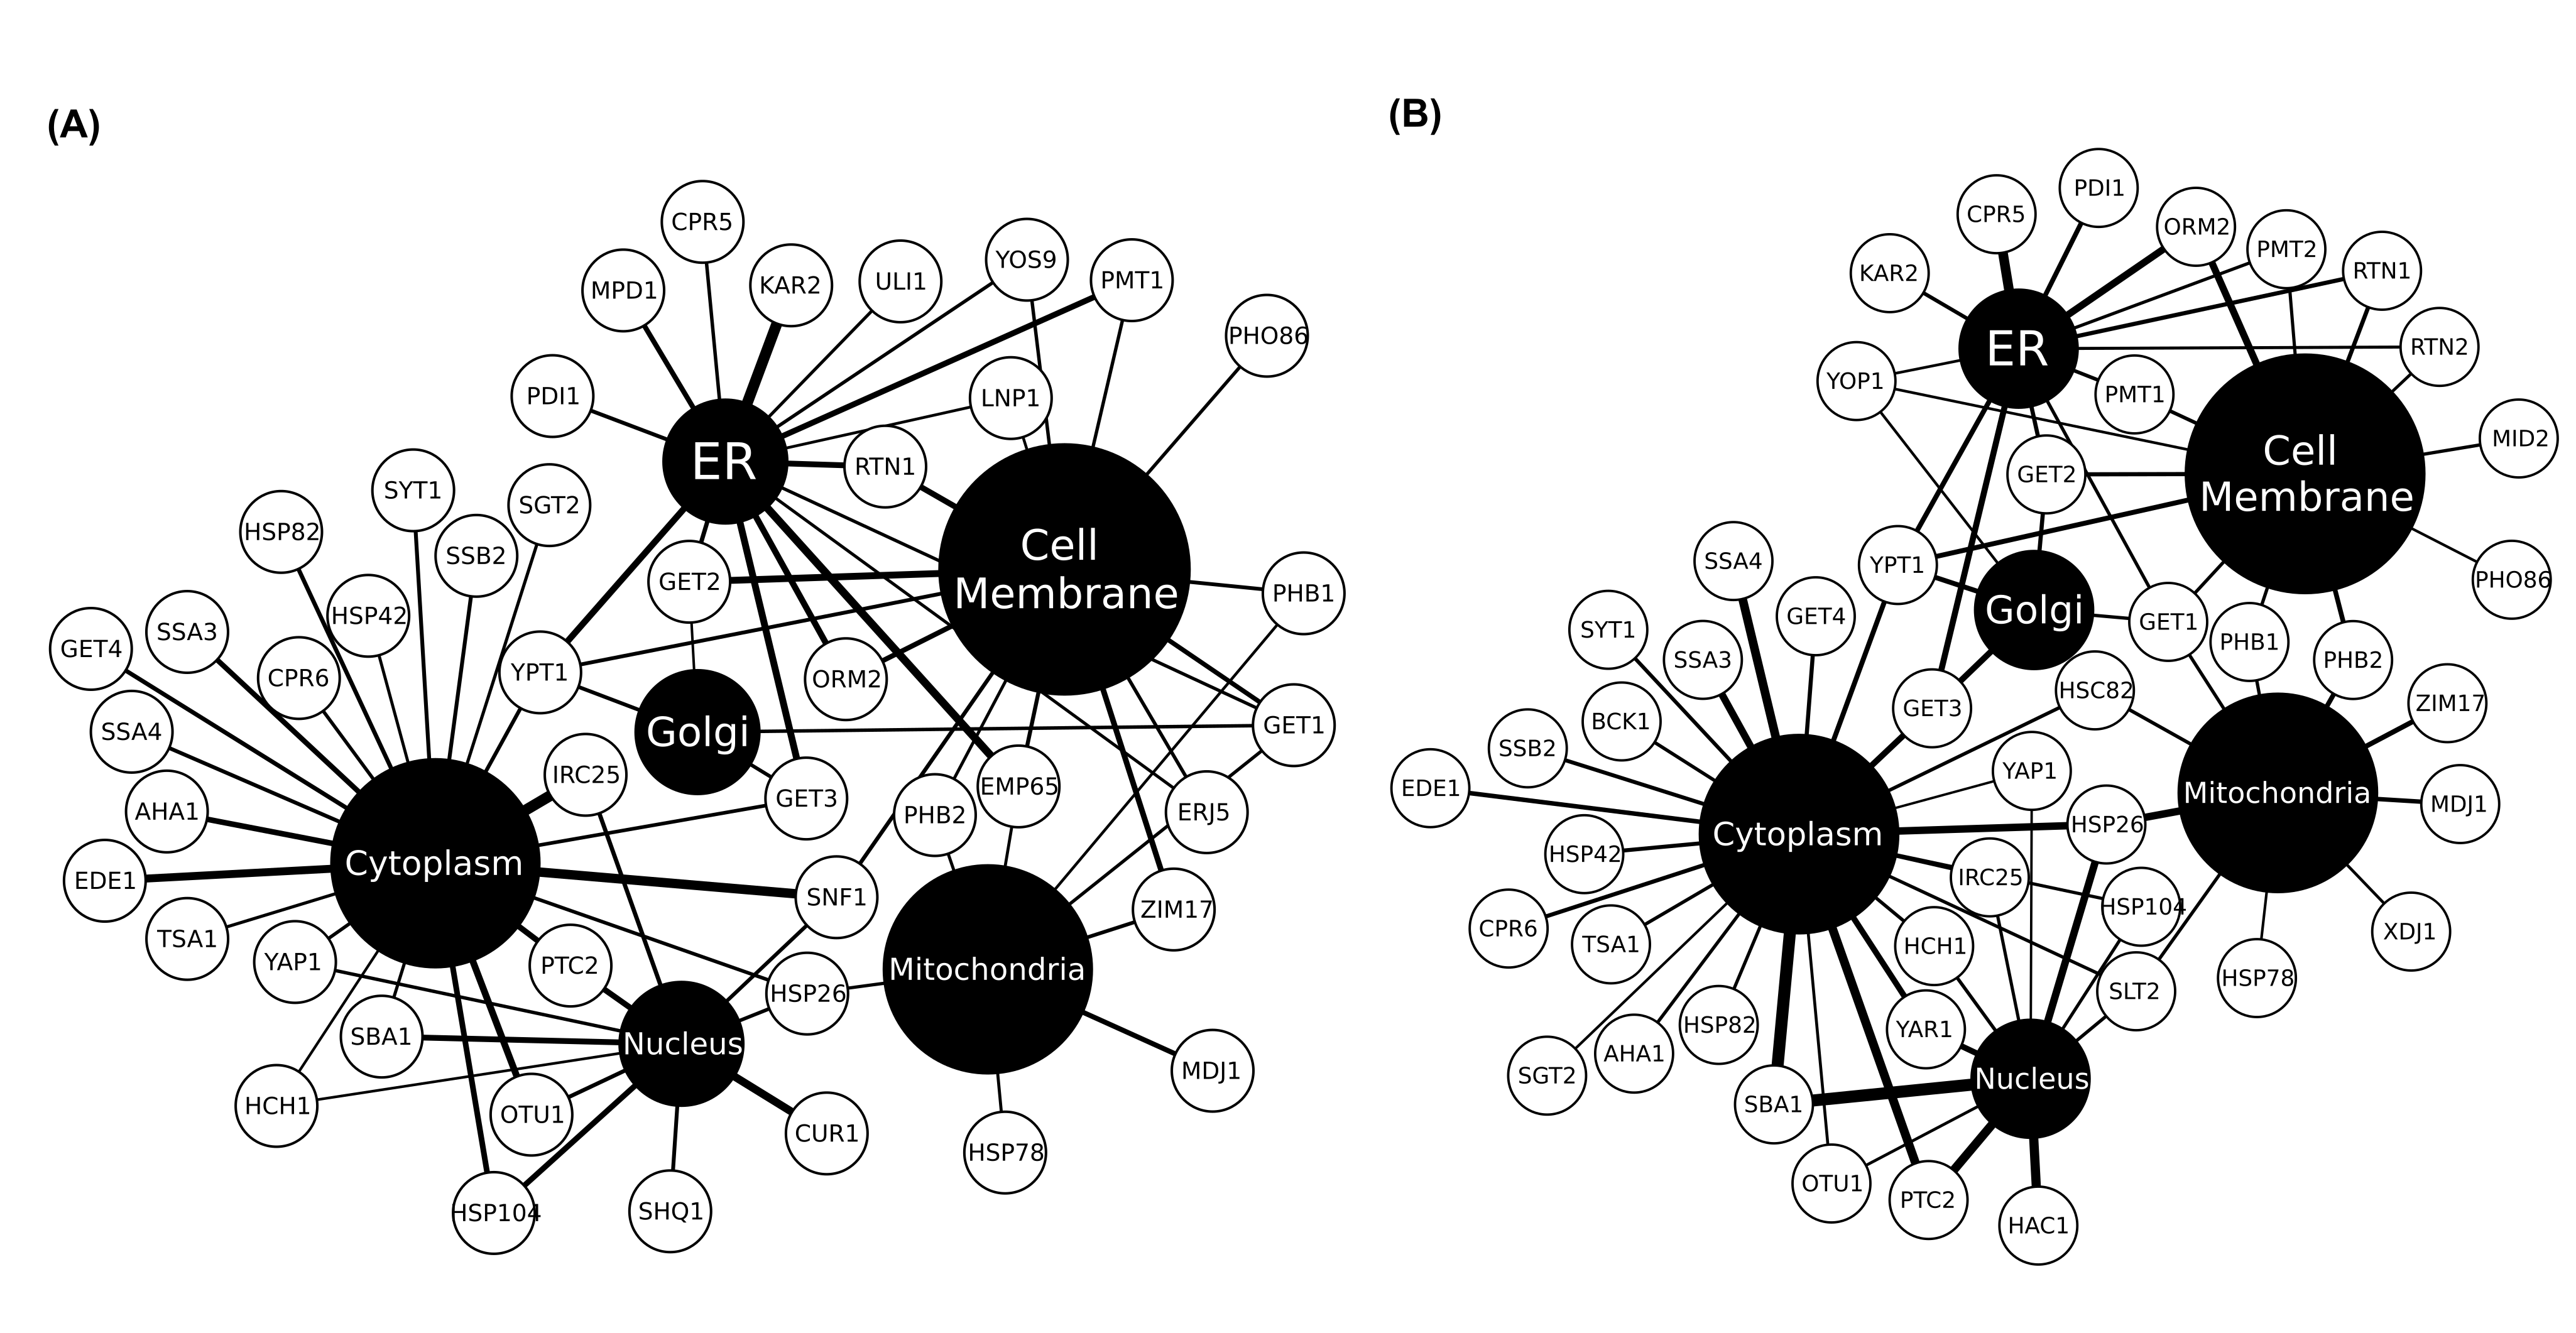 (A)
CPR5
MPD1
KAR2
ULI1
YOS9
PMT1
PHO86
PDI1
LNP1
ER
RTN1
SYT1
SGT2
HSP82
SSB2
Cell
Membrane
GET2
PHB1
HSP42
SSA3
GET4
CPR6
YPT1
ORM2
SSA4
Golgi
GET1
IRC25
EMP65
GET3
AHA1
PHB2
ERJ5
Cytoplasm
EDE1
SNF1
ZIM17
TSA1
YAP1
PTC2
Mitochondria
HSP26
SBA1
Nucleus
MDJ1
HCH1
OTU1
CUR1
HSP78
HSP104
SHQ1
(B)
PDI1
CPR5
ORM2
PMT2
KAR2
RTN1
ER
RTN2
YOP1
PMT1
MID2
Cell
Membrane
GET2
SSA4
YPT1
PHO86
Golgi
GET4
GET1
SYT1
PHB1
SSA3
PHB2
HSC82
ZIM17
GET3
BCK1
SSB2
YAP1
EDE1
Mitochondria
MDJ1
HSP26
Cytoplasm
HSP42
IRC25
HSP104
CPR6
XDJ1
TSA1
HCH1
HSP78
SLT2
HSP82
YAR1
AHA1
SGT2
Nucleus
SBA1
OTU1
PTC2
HAC1